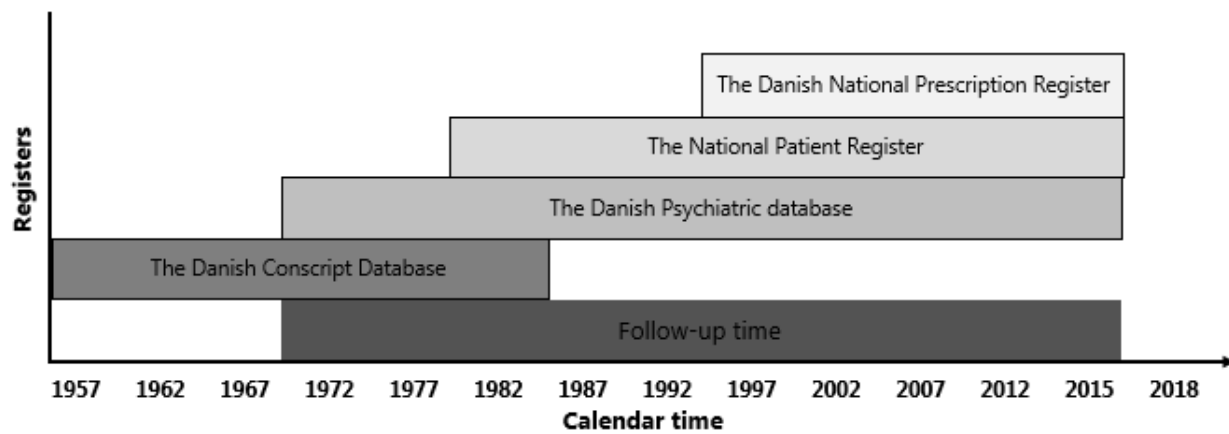 The Danish National Prescription Register
The National Patient Register
The Danish Psychiatric database
The Danish Conscript Database
Follow-up time
Registers
1957 1962 1967 1972 1977 1982 1987 1992 1997 2002 2007 2012 2015 2018
Calendar time